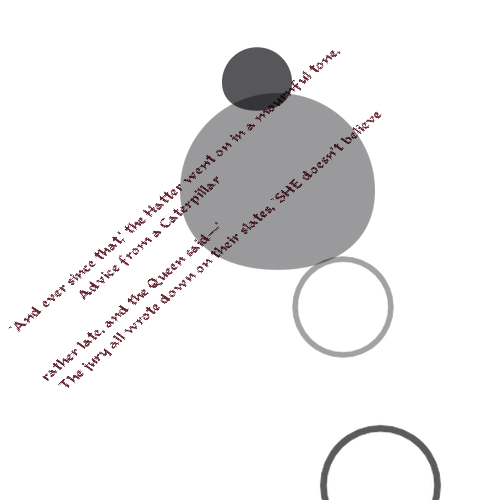 `And ever since that,' the Hatter went on in a mournful tone,
Advice from a Caterpillar
rather late, and the Queen said—'
The jury all wrote down on their slates, `SHE doesn't believe